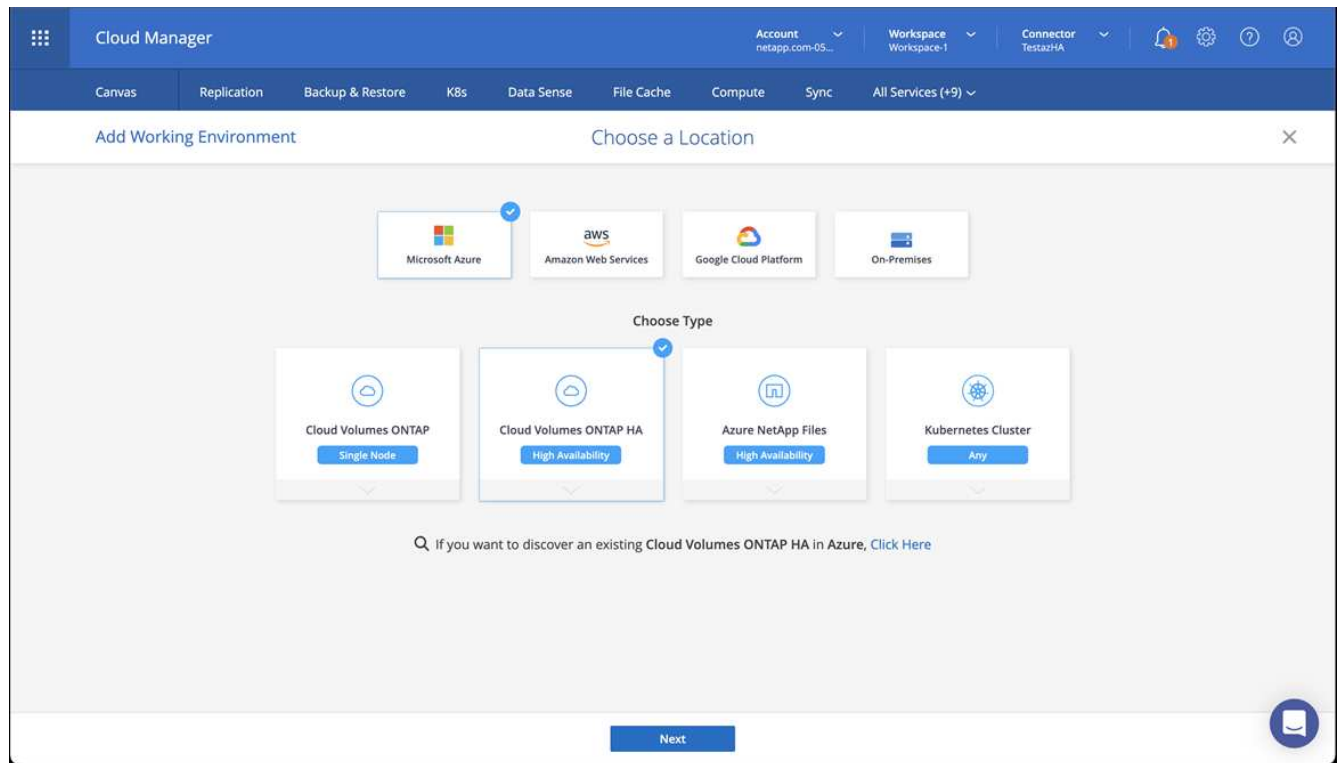 Cloud Manager
Account
netapp.com-05...
Workspace
Workspace-1
Connector
TestazHA
1
Canvas
Replication
Backup & Restore
K8s
Data Sense
File Cache
Compute
Sync
All Services (+9)
Add Working Environment
Choose a Location
Microsoft Azure
aws
Amazon Web Services
Google Cloud Platform
On-Premises
Choose Type
Cloud Volumes ONTAP
Single Node
Cloud Volumes ONTAP HA
High Availability
Azure NetApp Files
High Availability
Kubernetes Cluster
Any
If you want to discover an existing Cloud Volumes ONTAP HA in Azure, Click Here
Next